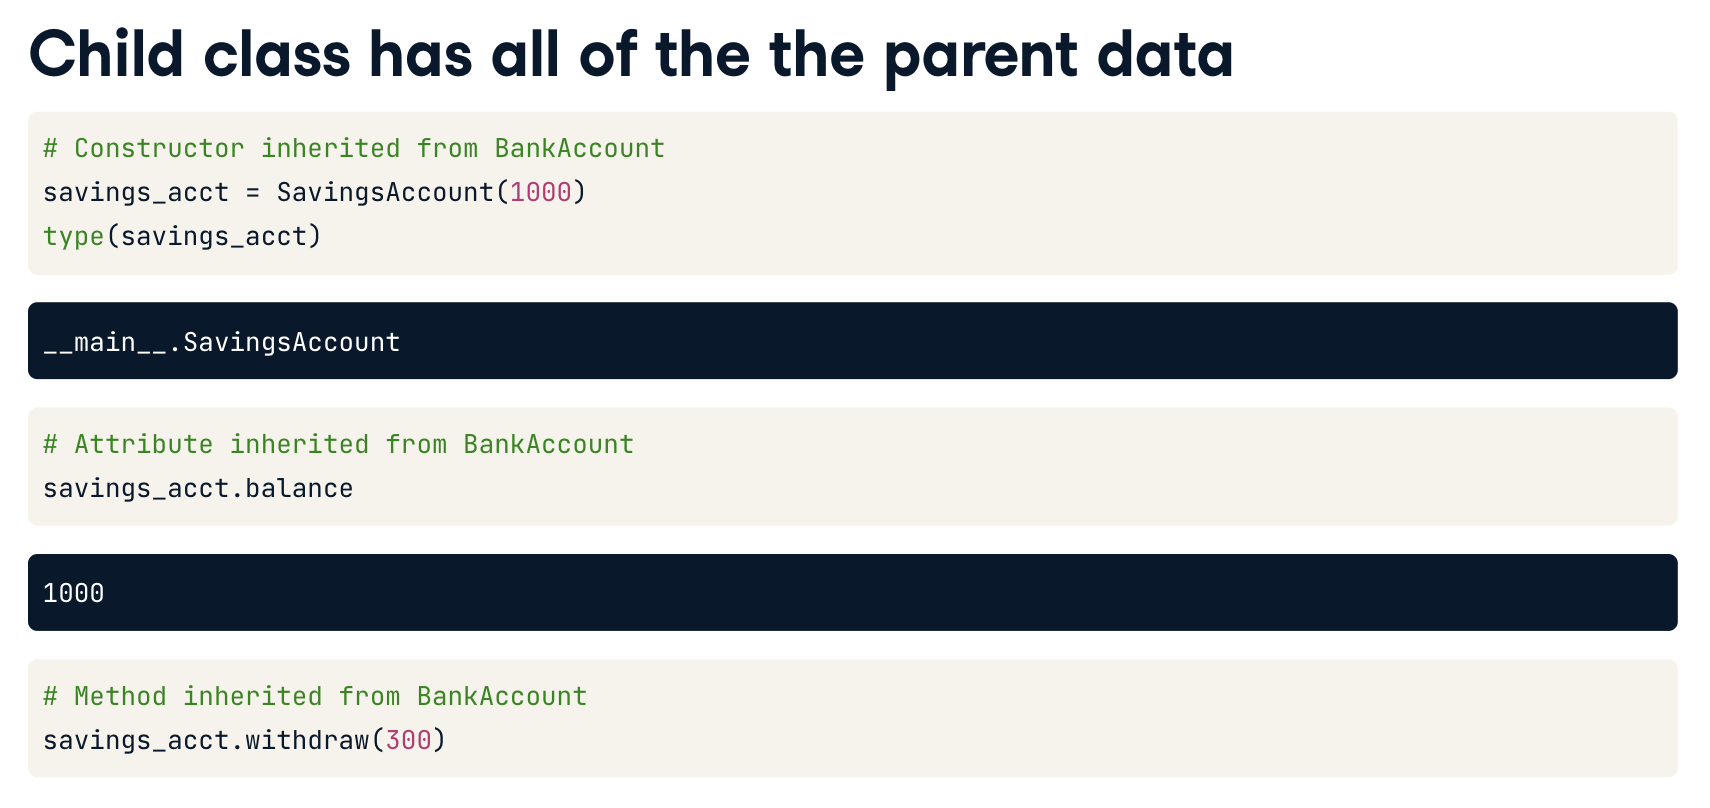 Child class has all of the the parent data
# Constructor inherited from BankAccount
savings_acct = SavingsAccount(1000)
type(savings_acct)
__main__.SavingsAccount
# Attribute inherited from BankAccount
savings_acct.balance
1000
# Method inherited from BankAccount
savings_acct.withdraw(300)